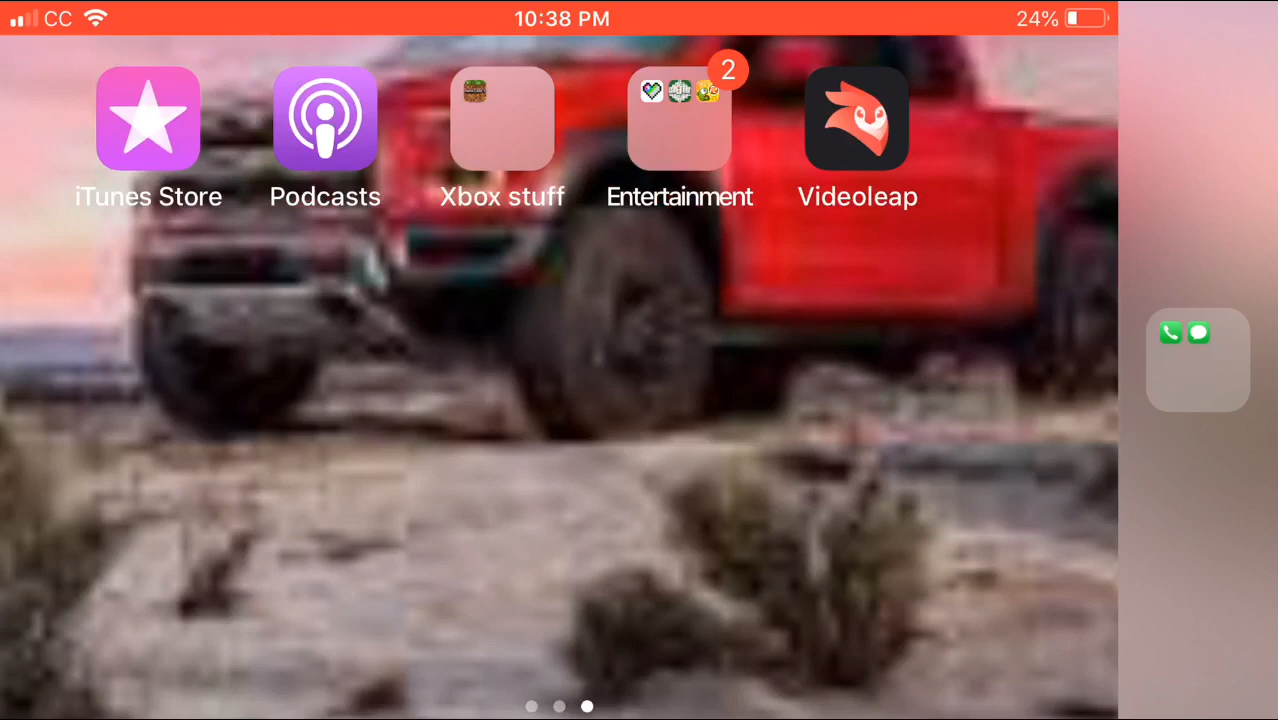 CC 10:38 PM 24%
2
iTunes Store Podcasts Xbox stuff Entertainment Videoleap